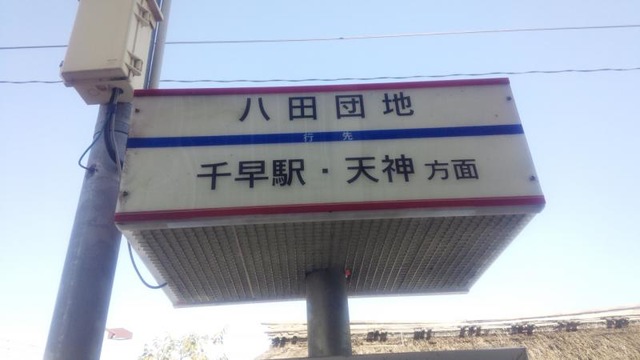 八田団地
行先
千早駅・天神 方面